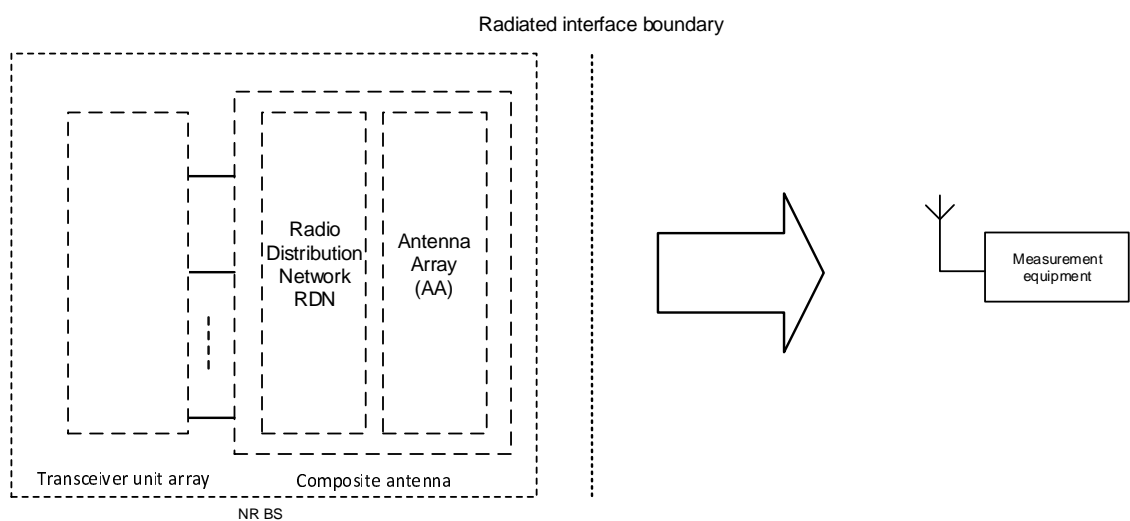 Radiated interface boundary
Radio
Distribution
Network
RDN
Antenna
Array
(AA)
Measurement
equipment
Transceiver unit array
Composite antenna
NR BS